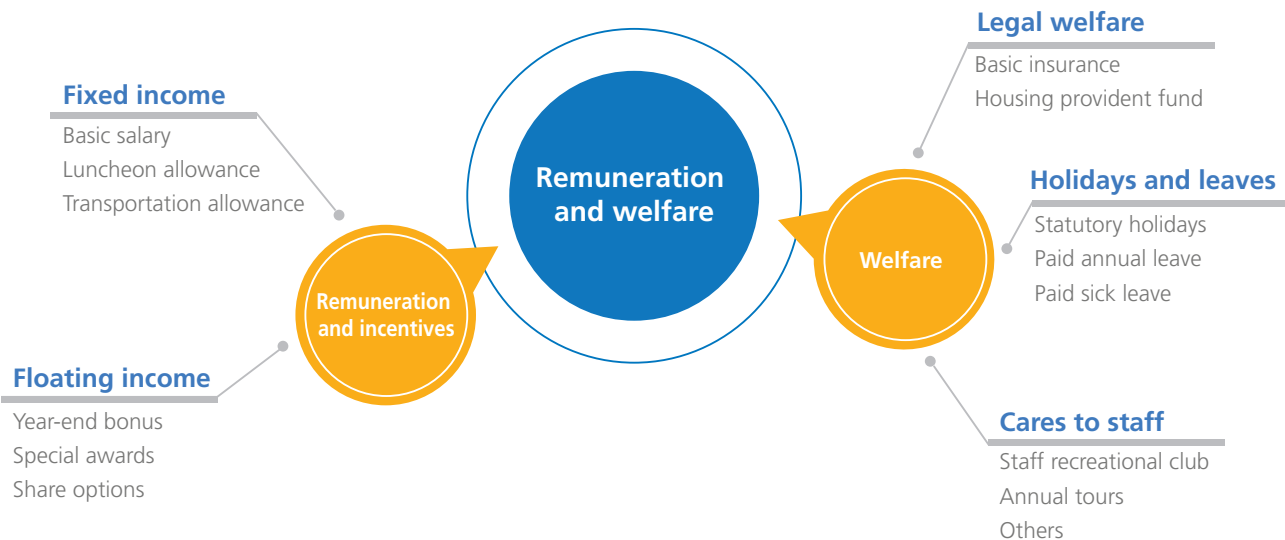 Remuneration
and welfare
Remuneration
and incentives
Fixed income
Basic salary
Luncheon allowance
Transportation allowance
Floating income
Year-end bonus
Special awards
Share options
Welfare
Legal welfare
Basic insurance
Housing provident fund
Holidays and leaves
Statutory holidays
Paid annual leave
Paid sick leave
Cares to staff
Staff recreational club
Annual tours
Others